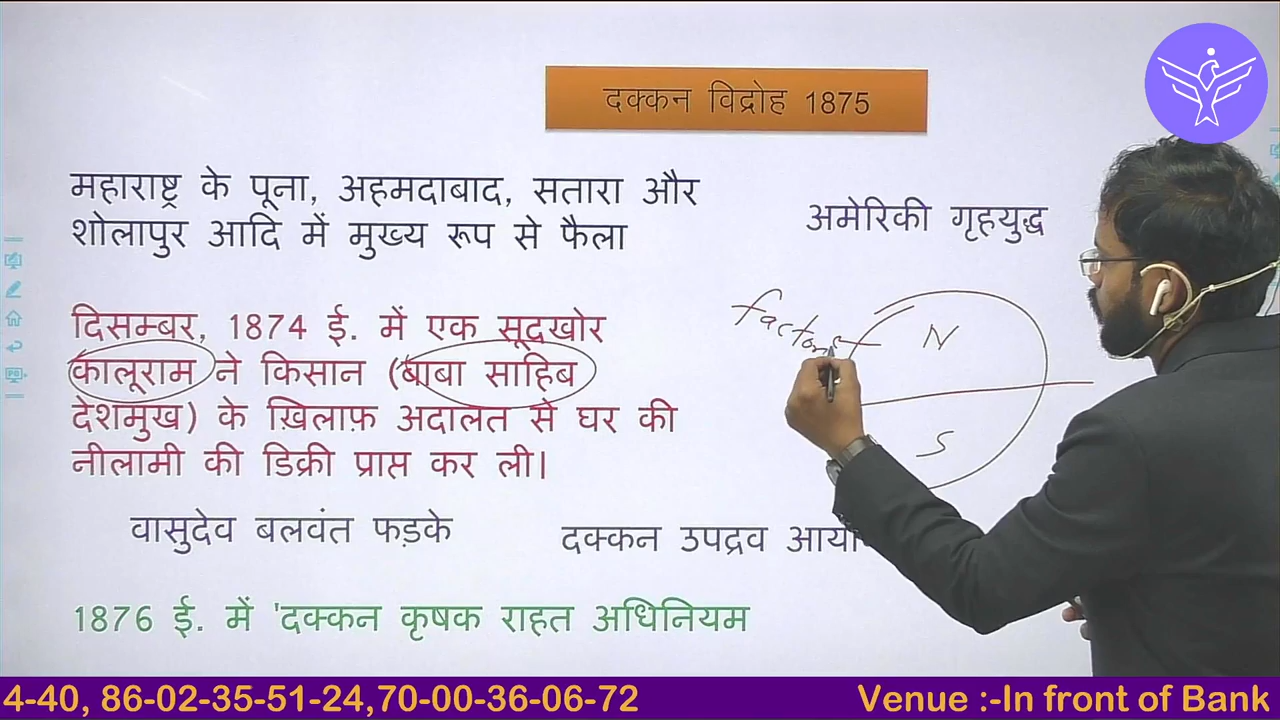 दक्कन विद्रोह 1875
महाराष्ट्र के पूना, अहमदाबाद, सतारा और
शोलापुर आदि में मुख्य रूप से फैला
अमेरिकी गृहयुद्ध
दिसम्बर, 1874 ई. में एक सूदखोर
कालूराम ने किसान (बाबा साहिब
देशमुख) के ख़िलाफ़ अदालत से घर की
नीलामी की डिक्री प्राप्त कर ली।
N
S
वासुदेव बलवंत फड़के
दक्कन उपद्रव
1876 ई. में 'दक्कन कृषक राहत अधिनियम
4-40, 86-02-35-51-24,70-00-36-06-72
Venue :-In front of Bank